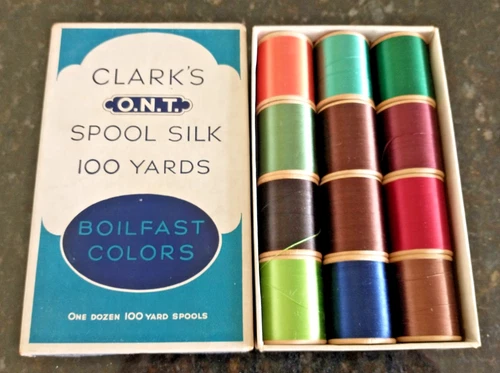 CLARK'S
O.N.T.
SPOOL SILK
100 YARDS
BOILFAST
COLORS
ONE DOZEN 100 YARD SPOOLS